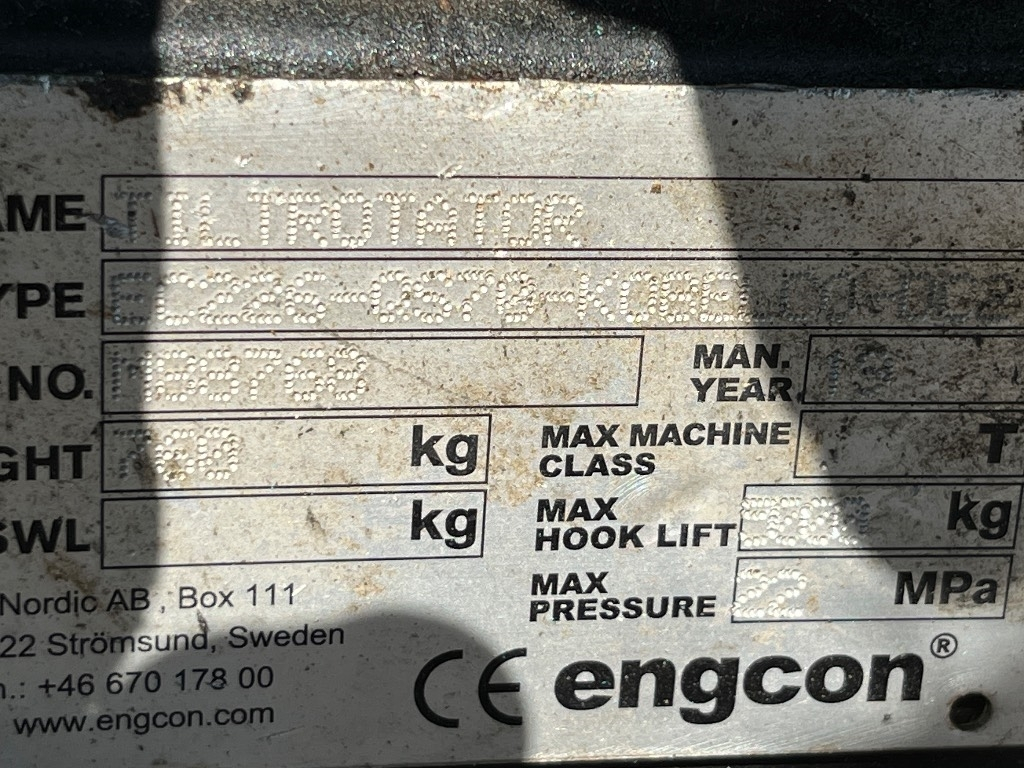 AME TILTROTATOR
YPE
NO. MAN. YEAR
GHT kg MAX MACHINE CLASS T
SWL kg MAX HOOK LIFT kg
MAX PRESSURE 22 MPa
Nordic AB, Box 111
22 Strömsund, Sweden
n.: +46 670 178 00
www.engcon.com
CE engcon®